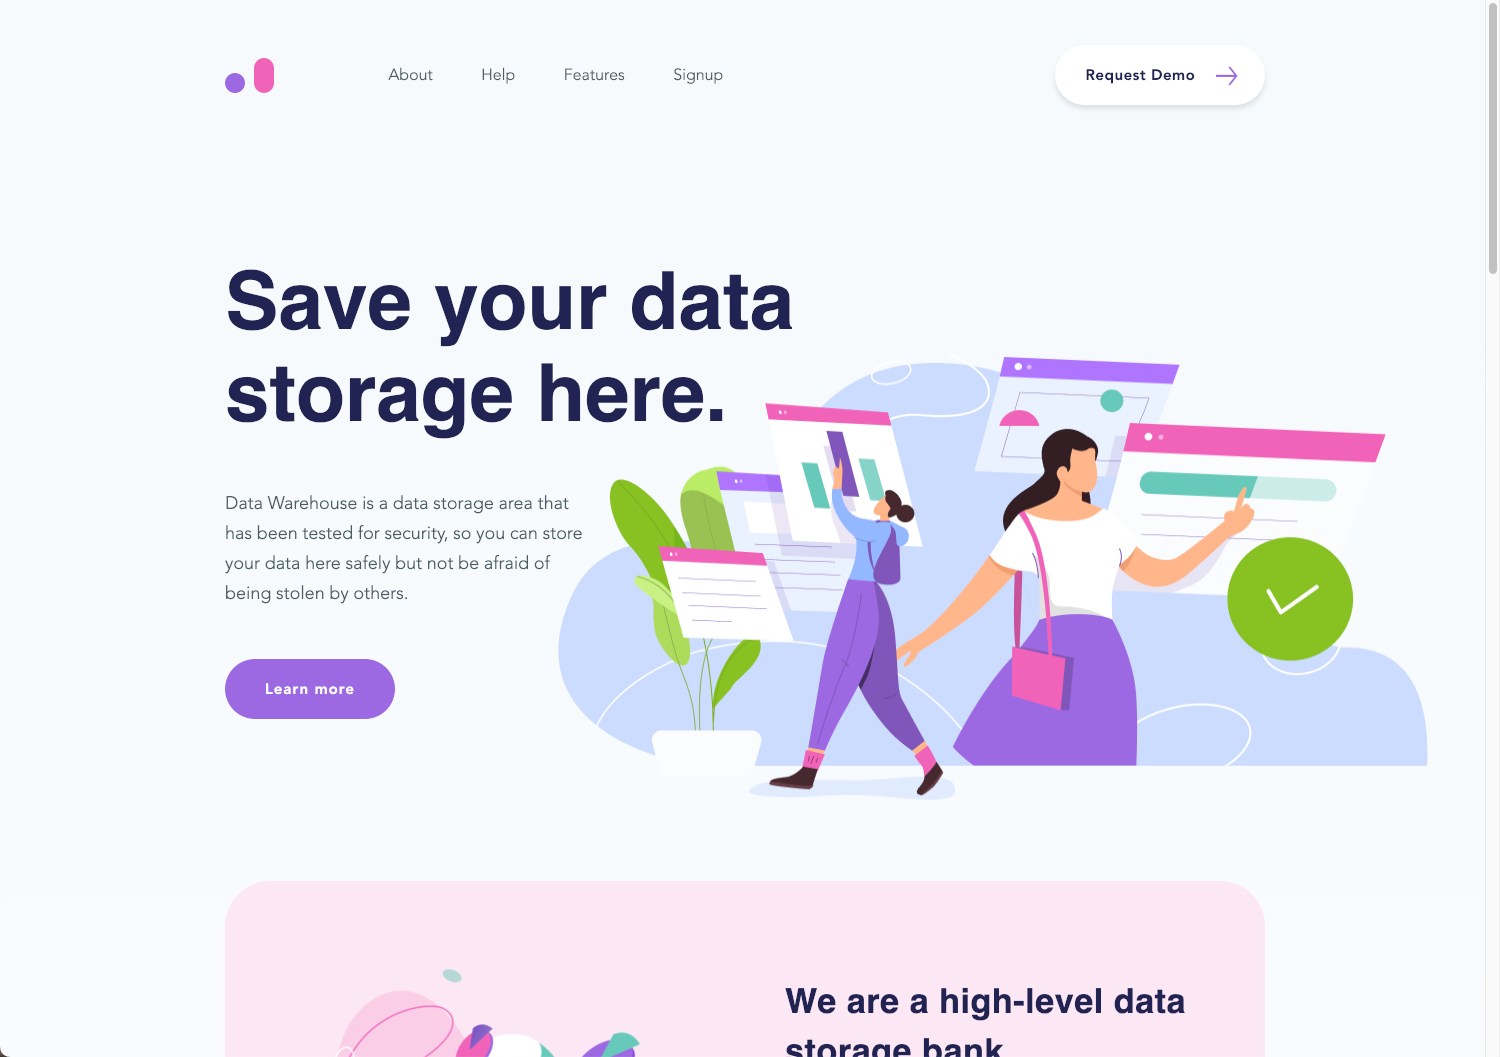 About Help Features Signup
Request Demo
Save your data
storage here.
Data Warehouse is a data storage area that
has been tested for security, so you can store
your data here safely but not be afraid of
being stolen by others.
Learn more
We are a high-level data
storage bank